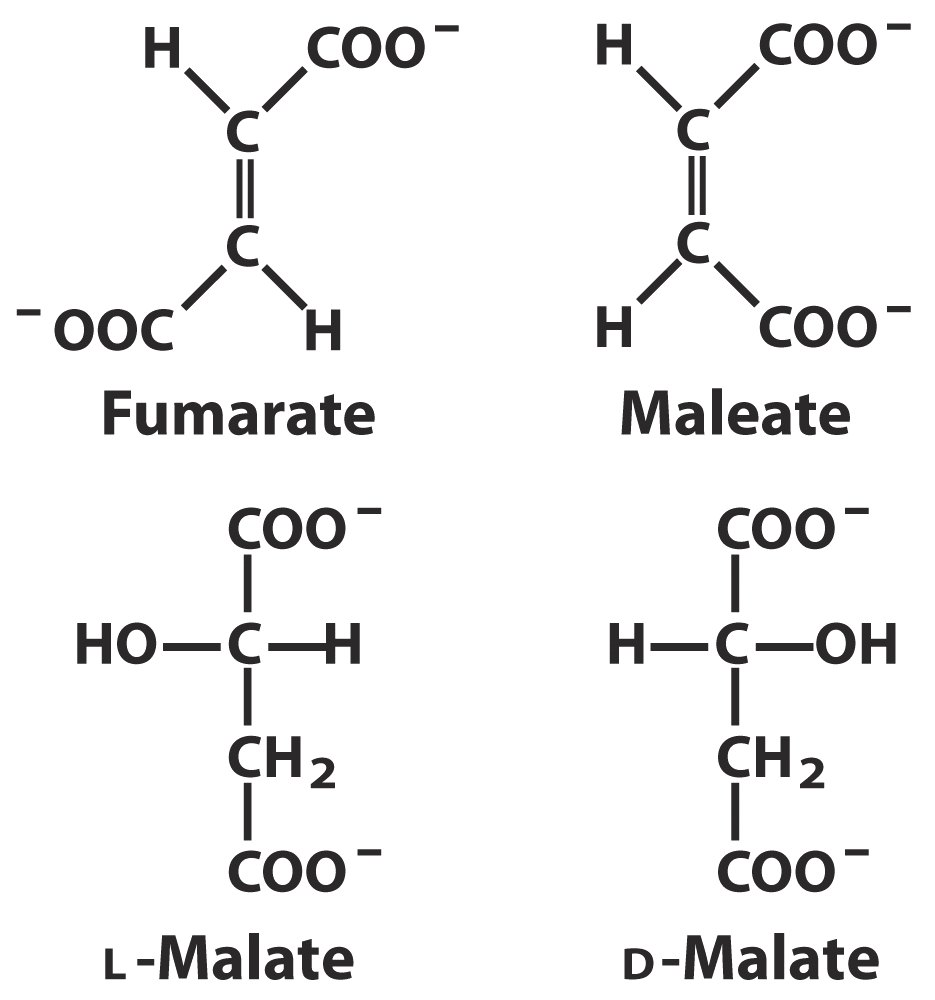 H COO⁻ H COO⁻
C C
C C
⁻OOC H H COO⁻
Fumarate Maleate
COO⁻ COO⁻
HO C H H C OH
CH₂ CH₂
COO⁻ COO⁻
L-Malate D-Malate